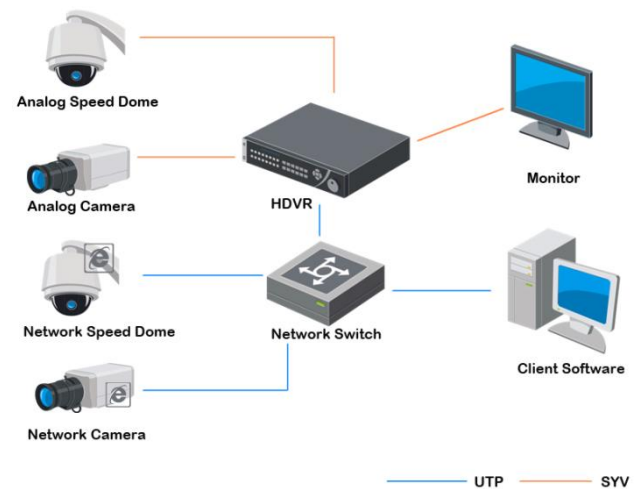 Analog Speed Dome
Analog Camera
HDVR
Monitor
Network Speed Dome
Network Switch
Client Software
Network Camera
UTP
SYV